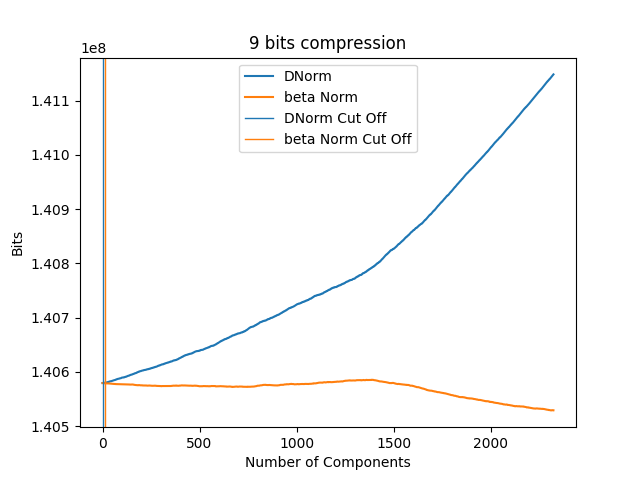 9 bits compression
1e8
DNorm
beta Norm
DNorm Cut Off
beta Norm Cut Off
1.411
1.410
1.409
1.408
1.407
1.406
1.405
Bits
0 500 1000 1500 2000
Number of Components